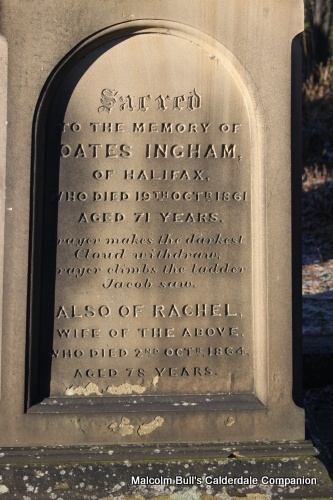 Sacred
TO THE MEMORY OF
OATES INGHAM,
OF HALIFAX,
WHO DIED 19TH OCTR 1861
AGED 71 YEARS.
Prayer makes the darkest
Cloud withdraw,
Prayer climbs the ladder
Jacob saw.
ALSO OF RACHEL,
WIFE OF THE ABOVE,
WHO DIED 2ND OCTR, 1864,
AGED 78 YEARS.
Malcolm Bull's Calderdale Companion